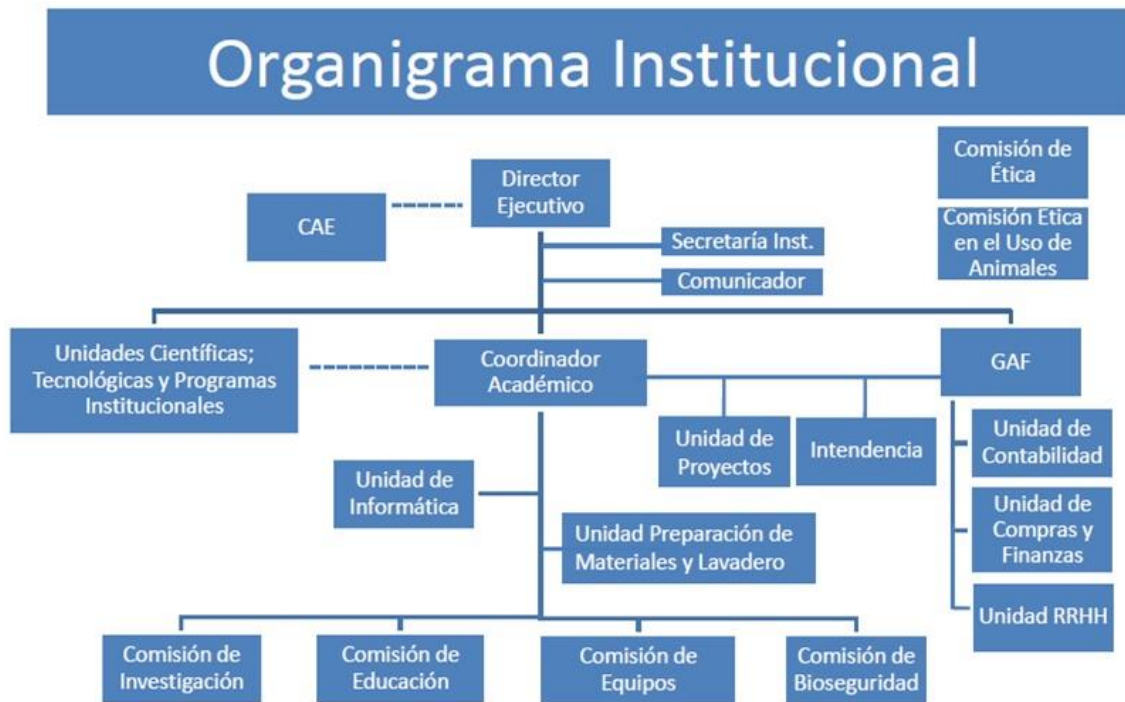 Organigrama Institucional
Comisión de
Ética
Director
Ejecutivo
CAE
Comisión Etica
en el Uso de
Animales
Secretaría Inst.
Comunicador
Unidades Científicas;
Tecnológicas y Programas
Institucionales
Coordinador
Académico
GAF
Unidad de
Proyectos
Intendencia
Unidad de
Contabilidad
Unidad de
Informática
Unidad de
Compras y
Finanzas
Unidad Preparación de
Materiales y Lavadero
Unidad RRHH
Comisión de
Investigación
Comisión de
Educación
Comisión de
Equipos
Comisión de
Bioseguridad